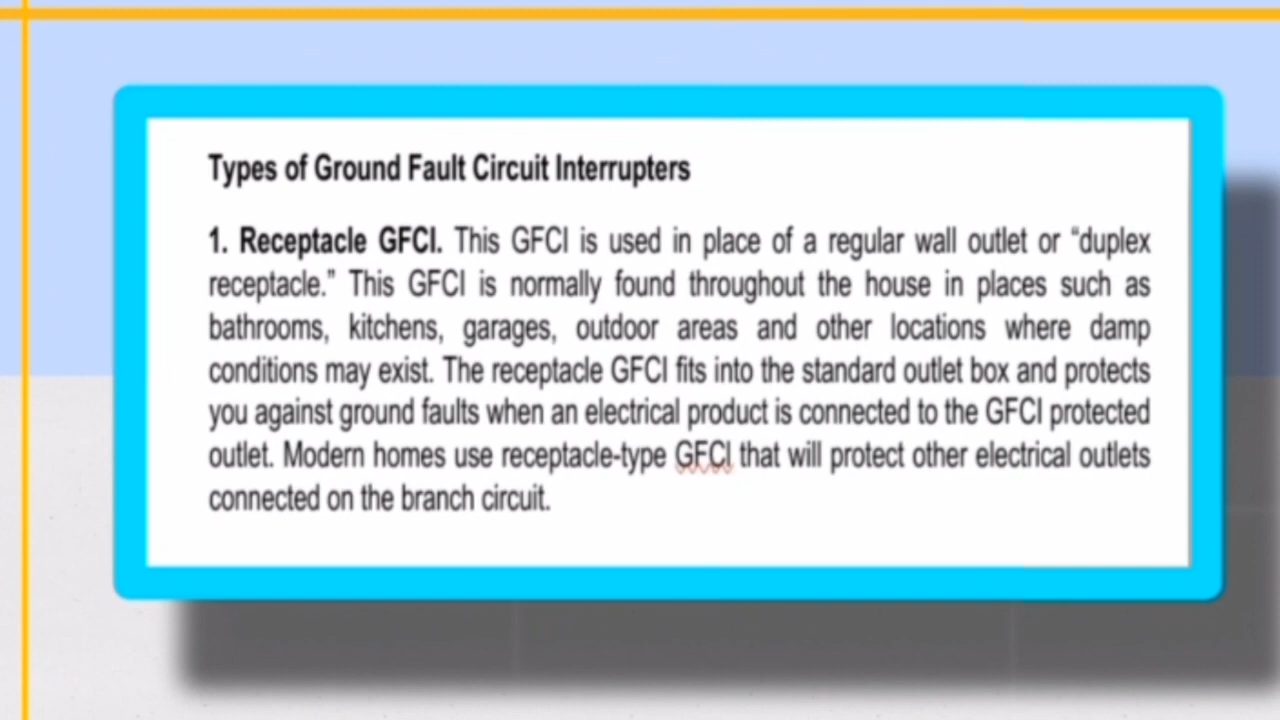 Types of Ground Fault Circuit Interrupters
1. Receptacle GFCI. This GFCI is used in place of a regular wall outlet or “duplex
receptacle.” This GFCI is normally found throughout the house in places such as
bathrooms, kitchens, garages, outdoor areas and other locations where damp
conditions may exist. The receptacle GFCI fits into the standard outlet box and protects
you against ground faults when an electrical product is connected to the GFCI protected
outlet. Modern homes use receptacle-type GFCI that will protect other electrical outlets
connected on the branch circuit.